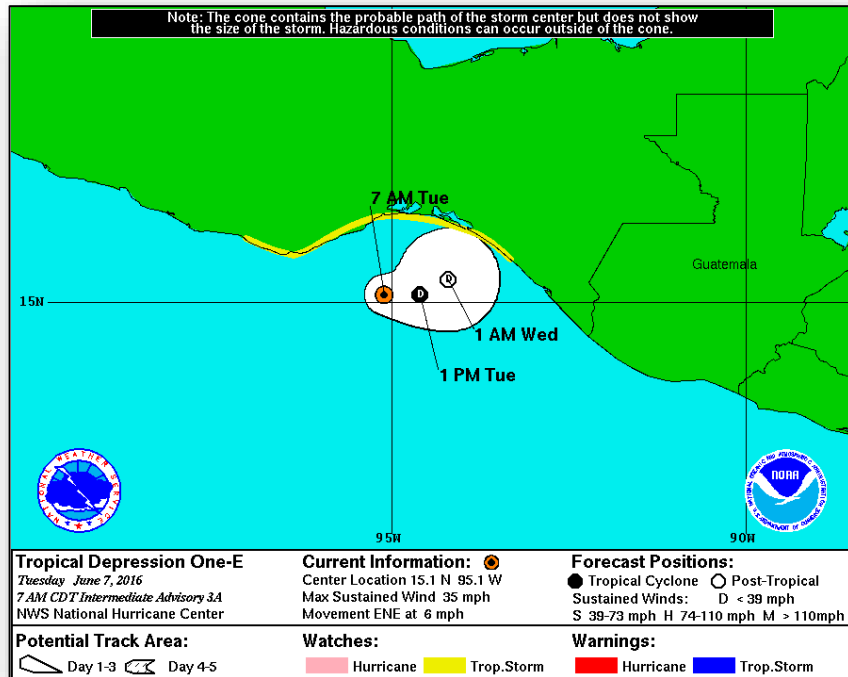 Note: The cone contains the probable path of the storm center but does not show
the size of the storm. Hazardous conditions can occur outside of the cone.
7 AM Tue
Guatemala
D
D
15N
1 AM Wed
1 PM Tue
NATIONAL WEATHER SERVICE
NOAA
95W
90W
Tropical Depression One-E
Tuesday June 7, 2016
7 AM CDT Intermediate Advisory 3A
NWS National Hurricane Center
Current Information:
Center Location 15.1 N 95.1 W
Max Sustained Wind 35 mph
Movement ENE at 6 mph
Forecast Positions:
Tropical Cyclone Post-Tropical
Sustained Winds: D < 39 mph
S 39-73 mph H 74-110 mph M > 110mph
Potential Track Area:
Day 1-3 Day 4-5
Watches:
Hurricane Trop.Storm
Warnings:
Hurricane Trop.Storm